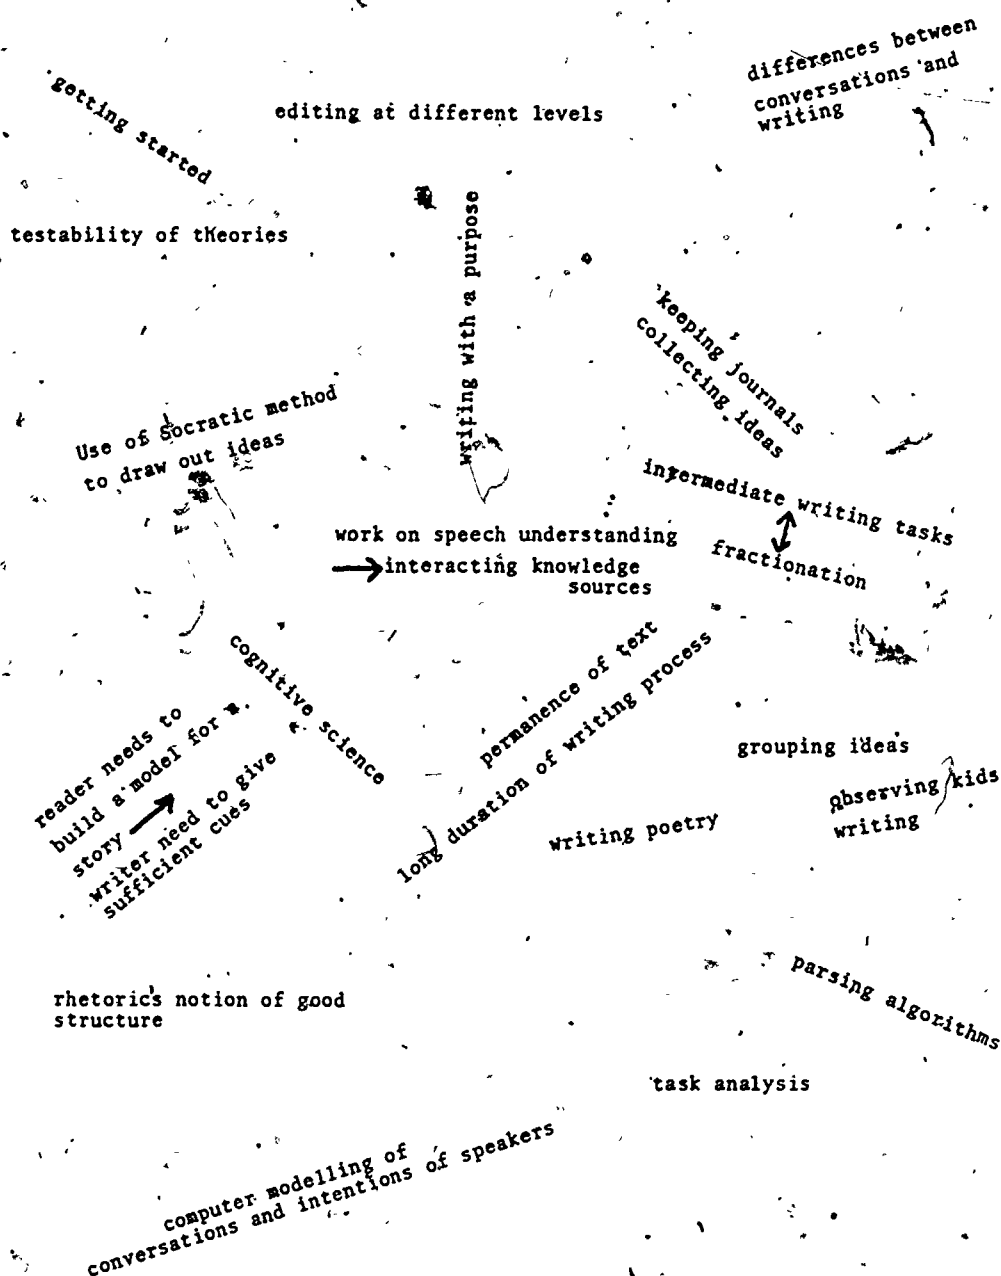 differences between
conversations and
writing
getting started
editing at different levels
testability of theories
writing with a purpose
keeping journals
collecting ideas
Use of Socratic method
to draw out ideas
intermediate writing tasks
fractionation
work on speech understanding
→interacting knowledge
sources
cognitive science
permanence of text
long duration of writing process
reader needs to
build a model for a
story →
writer need to give
sufficient cues
grouping ideas
observing kids
writing
writing poetry
parsing algorithms
rhetoric's notion of good
structure
task analysis
computer modelling of
conversations and intentions of speakers